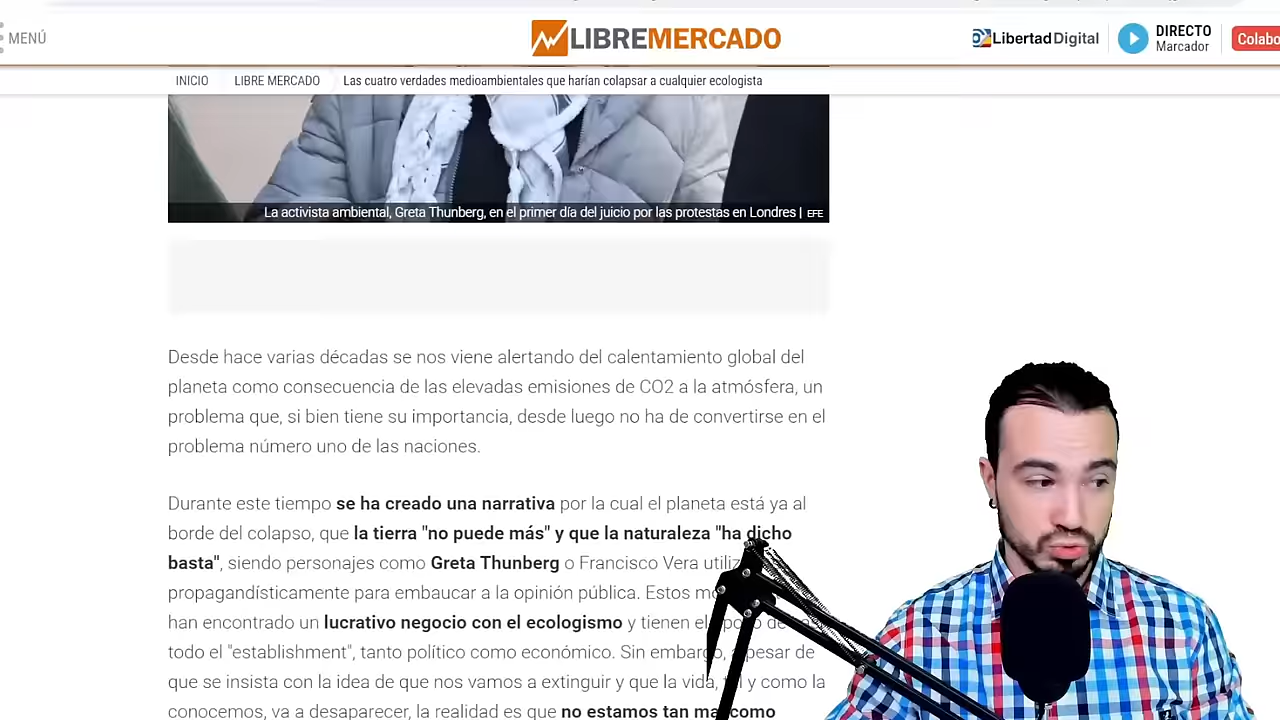 MENÚ
LIBREMERCADO
LibertadDigital
DIRECTO
Marcador
Colabo
INICIO
LIBRE MERCADO
Las cuatro verdades medioambientales que harían colapsar a cualquier ecologista
La activista ambiental, Greta Thunberg, en el primer día del juicio por las protestas en Londres | EFE
Desde hace varias décadas se nos viene alertando del calentamiento global del
planeta como consecuencia de las elevadas emisiones de CO2 a la atmósfera, un
problema que, si bien tiene su importancia, desde luego no ha de convertirse en el
problema número uno de las naciones.
Durante este tiempo se ha creado una narrativa por la cual el planeta está ya al
borde del colapso, que la tierra "no puede más" y que la naturaleza "ha dicho
basta", siendo personajes como Greta Thunberg o Francisco Vera utiliz
propagandísticamente para embaucar a la opinión pública. Estos
han encontrado un lucrativo negocio con el ecologismo y tienen el
todo el "establishment", tanto político como económico. Sin embargo, a pesar de
que se insista con la idea de que nos vamos a extinguir y que la vida, tal y como la
conocemos, va a desaparecer, la realidad es que no estamos tan mal como